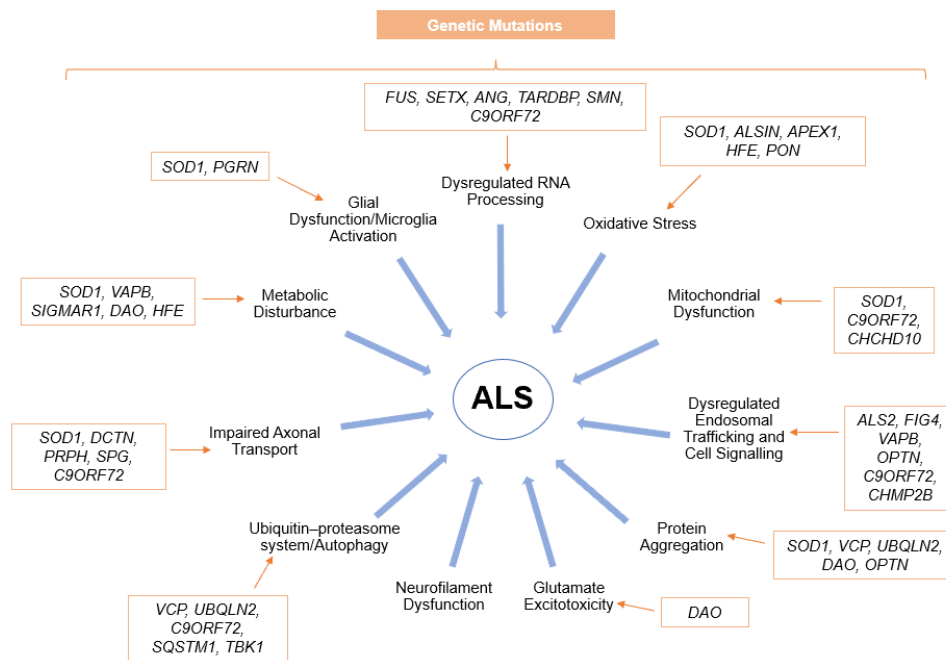 Genetic Mutations
FUS, SETX, ANG, TARDBP, SMN,
C9ORF72
SOD1, ALSIN, APEX1,
HFE, PON
SOD1, PGRN
Dysregulated RNA
Processing
Glial
Dysfunction/Microglia
Activation
Oxidative Stress
SOD1, VAPB,
SIGMAR1, DAO, HFE
Metabolic
Disturbance
Mitochondrial
Dysfunction
SOD1,
C9ORF72,
CHCHD10
ALS
SOD1, DCTN,
PRPH, SPG,
C9ORF72
Impaired Axonal
Transport
Dysregulated
Endosomal
Trafficking and
Cell Signalling
ALS2, FIG4,
VAPB,
OPTN,
C9ORF72,
CHMP2B
Ubiquitin–proteasome
system/Autophagy
Protein
Aggregation
SOD1, VCP, UBQLN2,
DAO, OPTN
Neurofilament
Dysfunction
Glutamate
Excitotoxicity
DAO
VCP, UBQLN2,
C9ORF72,
SQSTM1, TBK1